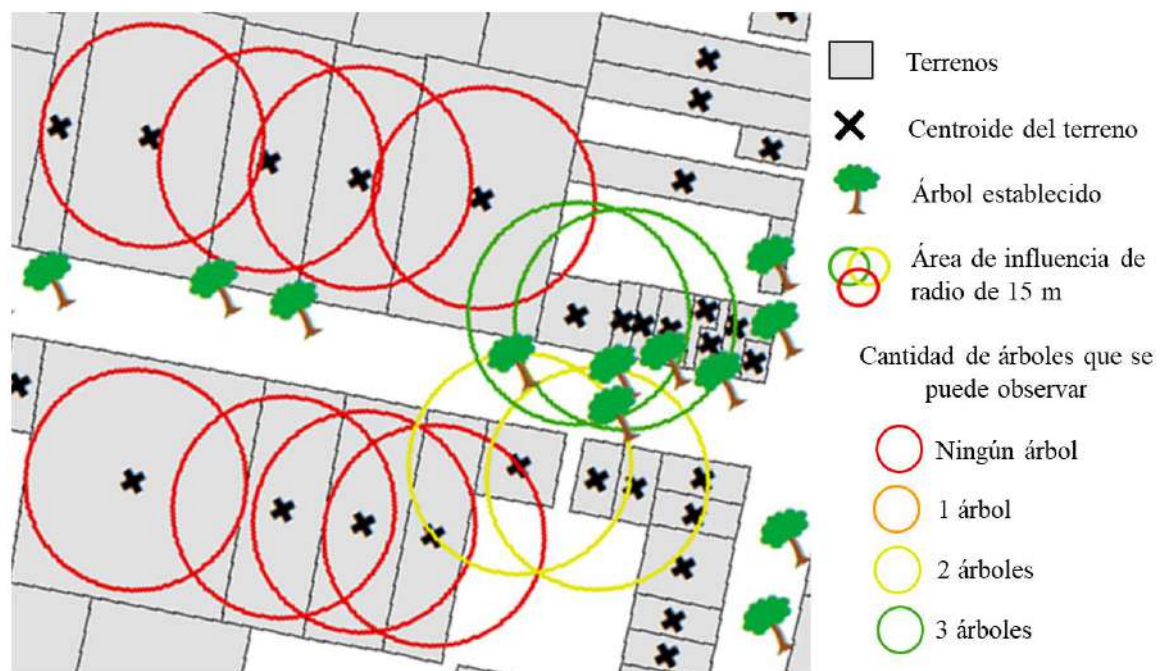 Terrenos
Centroide del terreno
Árbol establecido
Área de influencia de
radio de 15 m
Cantidad de árboles que se
puede observar
Ningún árbol
1 árbol
2 árboles
3 árboles